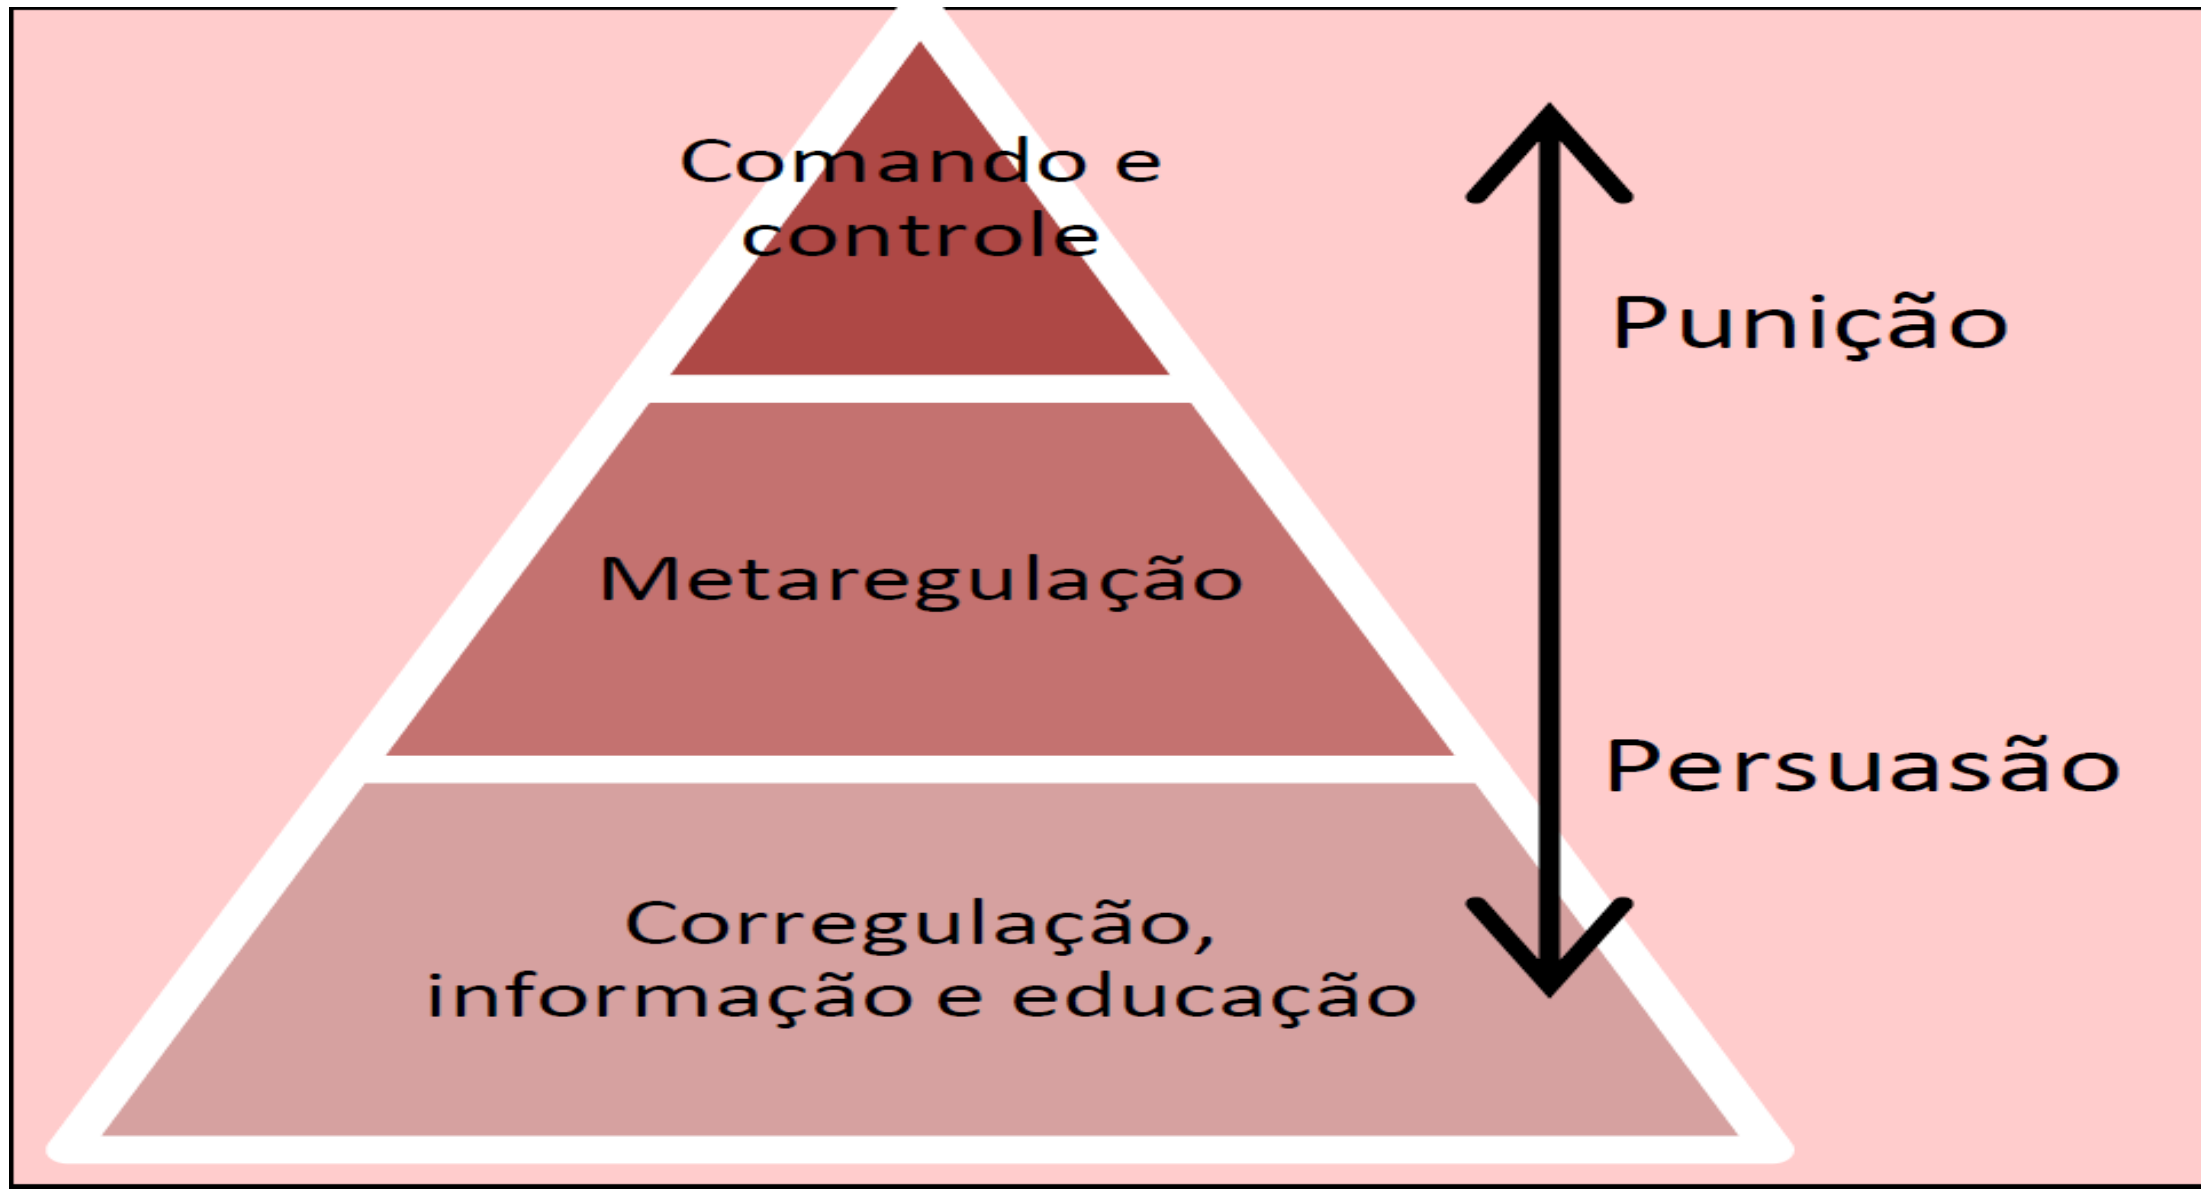 Comando e
controle
Punição
Metaregulação
Persuasão
Corregulação,
informação e educação